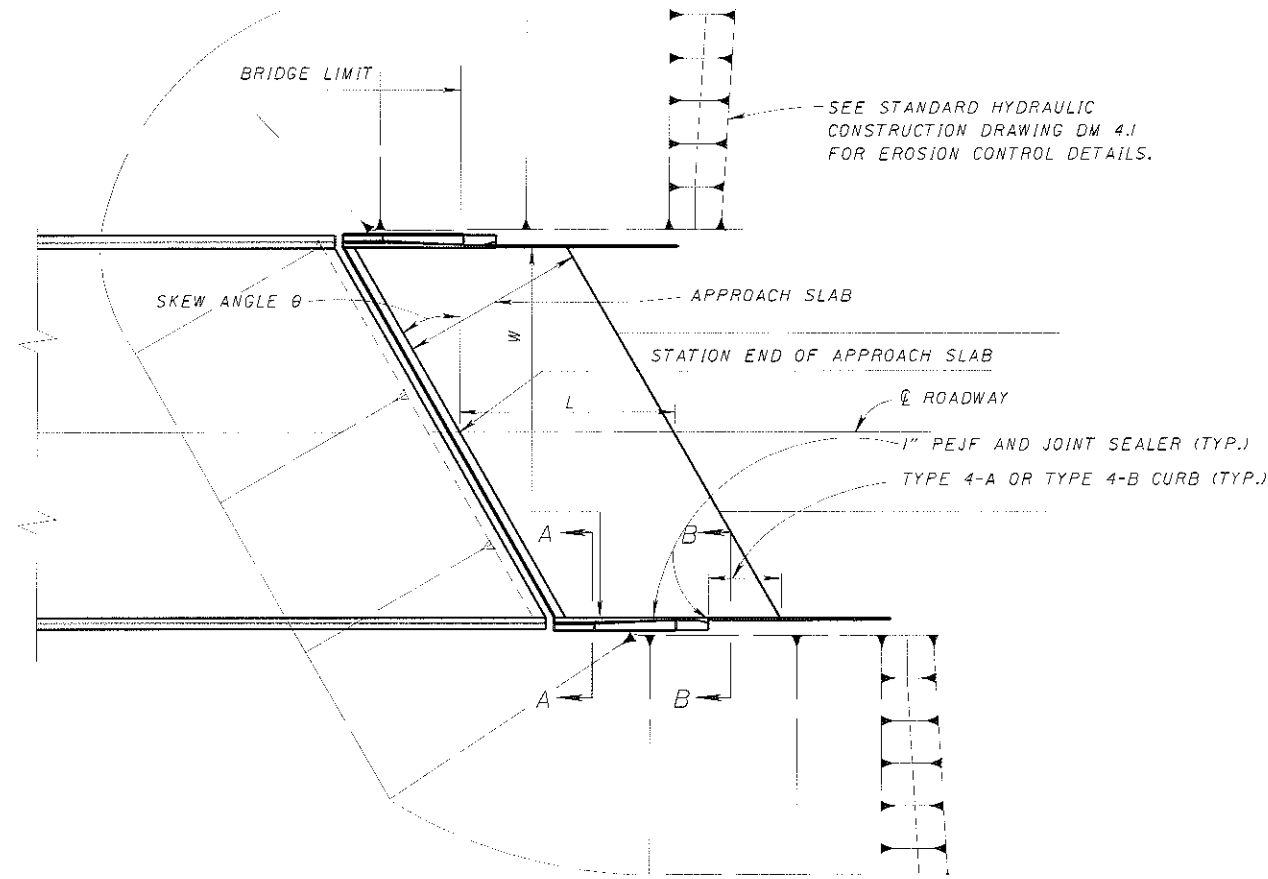 BRIDGE LIMIT
SEE STANDARD HYDRAULIC
CONSTRUCTION DRAWING DM 4.1
FOR EROSION CONTROL DETAILS.
SKEW ANGLE θ
APPROACH SLAB
W
STATION END OF APPROACH SLAB
L
℄ ROADWAY
1" PEJF AND JOINT SEALER (TYP.)
TYPE 4-A OR TYPE 4-B CURB (TYP.)
A
B
A
B